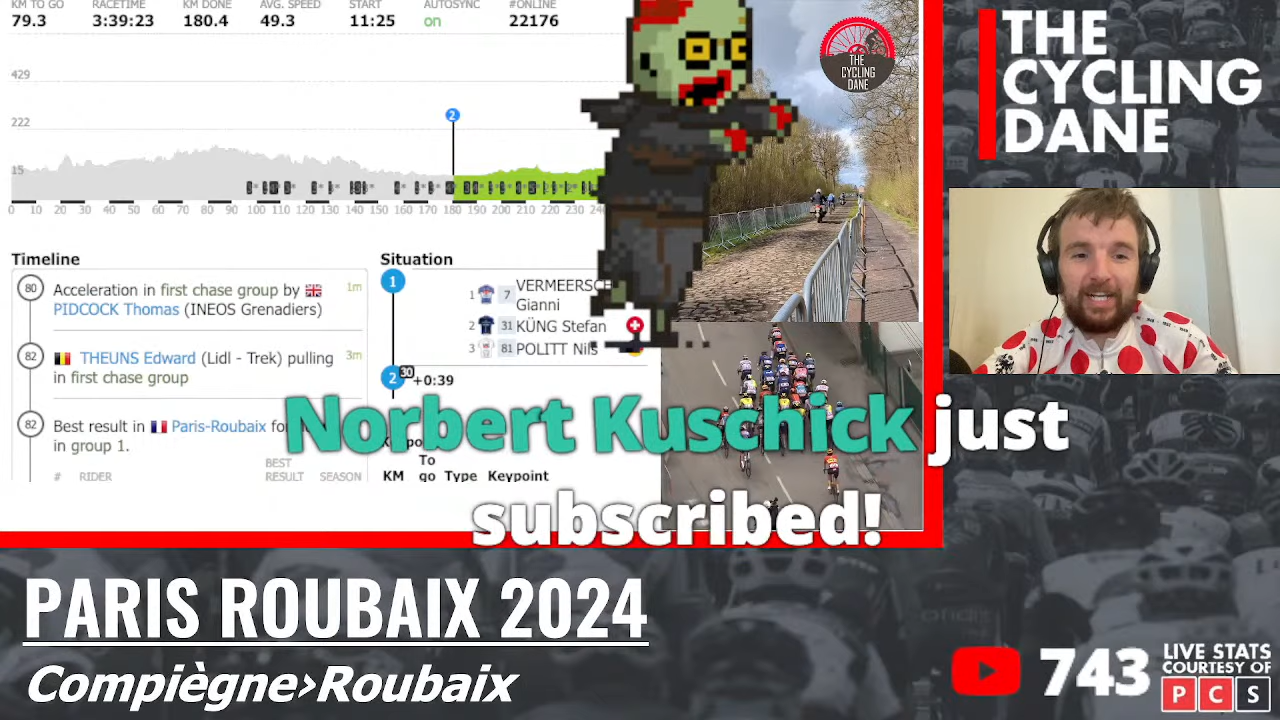 KM TO GO RACETIME KM DONE AVG. SPEED START AUTOSYNC #ONLINE
79.3 3:39:23 180.4 49.3 11:25 on 22176
429
222
15
2
0 10 20 30 40 50 60 70 80 90 100 110 120 130 140 150 160 170 180 190 200 210 220 230
THE
CYCLING
DANE
THE
CYCLING
DANE
Timeline
80 Acceleration in first chase group by 1m
PIDCOCK Thomas (INEOS Grenadiers)
82 THEUNS Edward (Lidl - Trek) pulling 3m
in first chase group
82 Best result in Paris-Roubaix
in group 1.
# RIDER BEST RESULT SEASON
Situation
1
1 7 VERMEERSCH
Gianni
2 31 KÜNG Stefan
3 81 POLITT Nils
2 30 +0:39
KM To go Type Keypoint
Norbert Kuschick just
subscribed!
PARIS ROUBAIX 2024
Compiègne›Roubaix
743
LIVE STATS
COURTESY OF
P C S